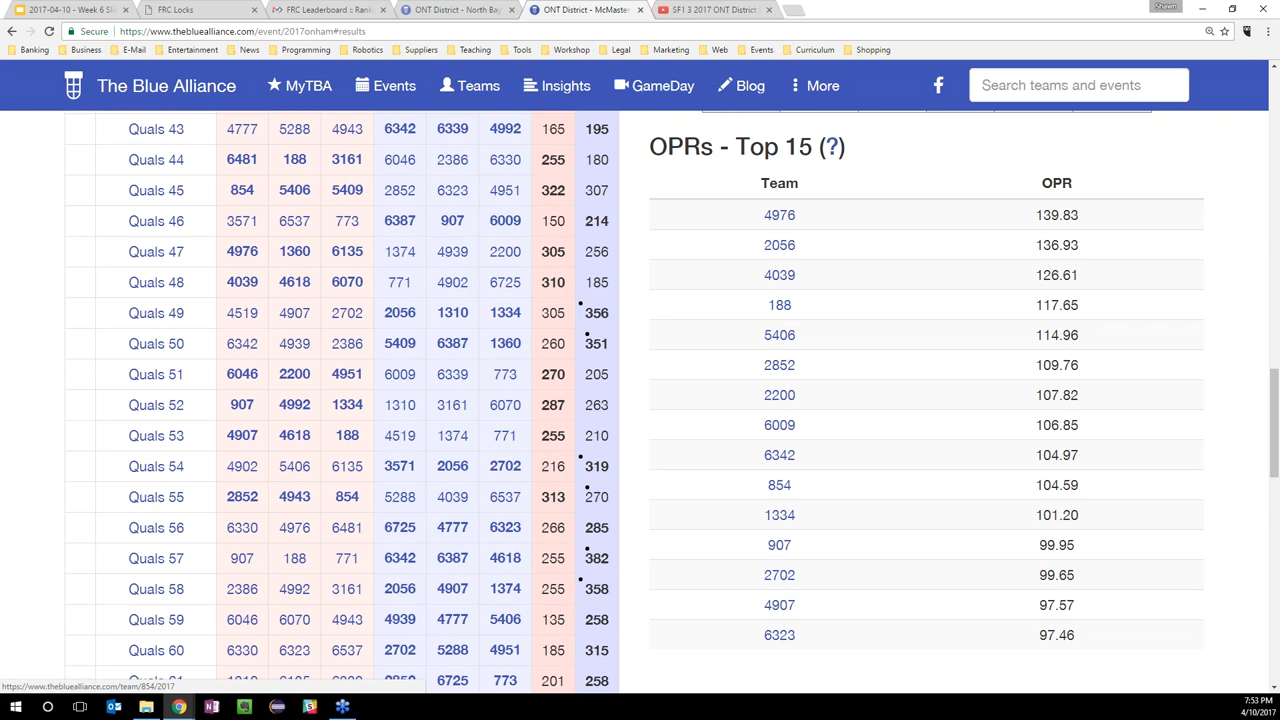 2017-04-10 - Week 6 Sli
FRC Locks
FRC Leaderboard :: Rank
ONT District - North Bay
ONT District - McMaster
SF1 3 2017 ONT District
Shawn
Secure https://www.thebluealliance.com/event/2017onham#results
Banking Business E-Mail Entertainment News Programming Robotics Suppliers Teaching Tools Workshop Legal Marketing Web Events Curriculum Shopping
The Blue Alliance MyTBA Events Teams Insights GameDay Blog More Search teams and events
Quals 43 4777 5288 4943 6342 6339 4992 165 195
Quals 44 6481 188 3161 6046 2386 6330 255 180
Quals 45 854 5406 5409 2852 6323 4951 322 307
Quals 46 3571 6537 773 6387 907 6009 150 214
Quals 47 4976 1360 6135 1374 4939 2200 305 256
Quals 48 4039 4618 6070 771 4902 6725 310 185
Quals 49 4519 4907 2702 2056 1310 1334 305 356
Quals 50 6342 4939 2386 5409 6387 1360 260 351
Quals 51 6046 2200 4951 6009 6339 773 270 205
Quals 52 907 4992 1334 1310 3161 6070 287 263
Quals 53 4907 4618 188 4519 1374 771 255 210
Quals 54 4902 5406 6135 3571 2056 2702 216 319
Quals 55 2852 4943 854 5288 4039 6537 313 270
Quals 56 6330 4976 6481 6725 4777 6323 266 285
Quals 57 907 188 771 6342 6387 4618 255 382
Quals 58 2386 4992 3161 2056 4907 1374 255 358
Quals 59 6046 6070 4943 4939 4777 5406 135 258
Quals 60 6330 6323 6537 2702 5288 4951 185 315
6725 773 201 258
OPRs - Top 15 (?)
Team OPR
4976 139.83
2056 136.93
4039 126.61
188 117.65
5406 114.96
2852 109.76
2200 107.82
6009 106.85
6342 104.97
854 104.59
1334 101.20
907 99.95
2702 99.65
4907 97.57
6323 97.46
https://www.thebluealliance.com/team/854/2017
7:53 PM
4/10/2017